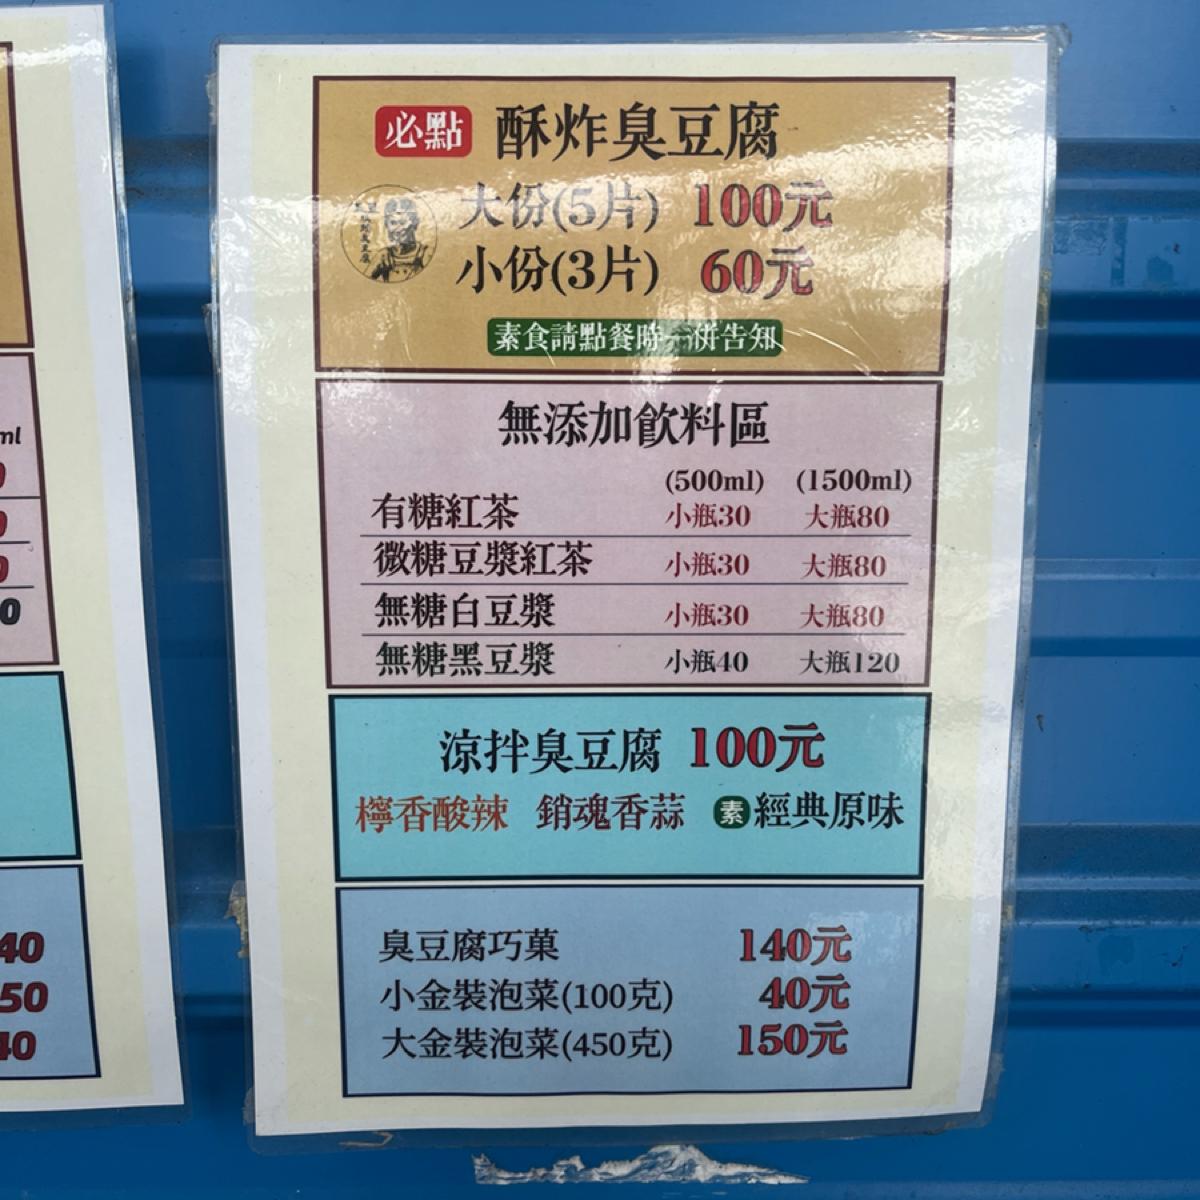 必點 酥炸臭豆腐
大份(5片) 100元
小份(3片) 60元
素食請點餐時一併告知
無添加飲料區
(500ml) (1500ml)
有糖紅茶 小瓶30 大瓶80
微糖豆漿紅茶 小瓶30 大瓶80
無糖白豆漿 小瓶30 大瓶80
無糖黑豆漿 小瓶40 大瓶120
涼拌臭豆腐 100元
檸香酸辣 銷魂香蒜 素 經典原味
臭豆腐巧菓 140元
小金裝泡菜(100克) 40元
大金裝泡菜(450克) 150元
ml
0
40
50
40